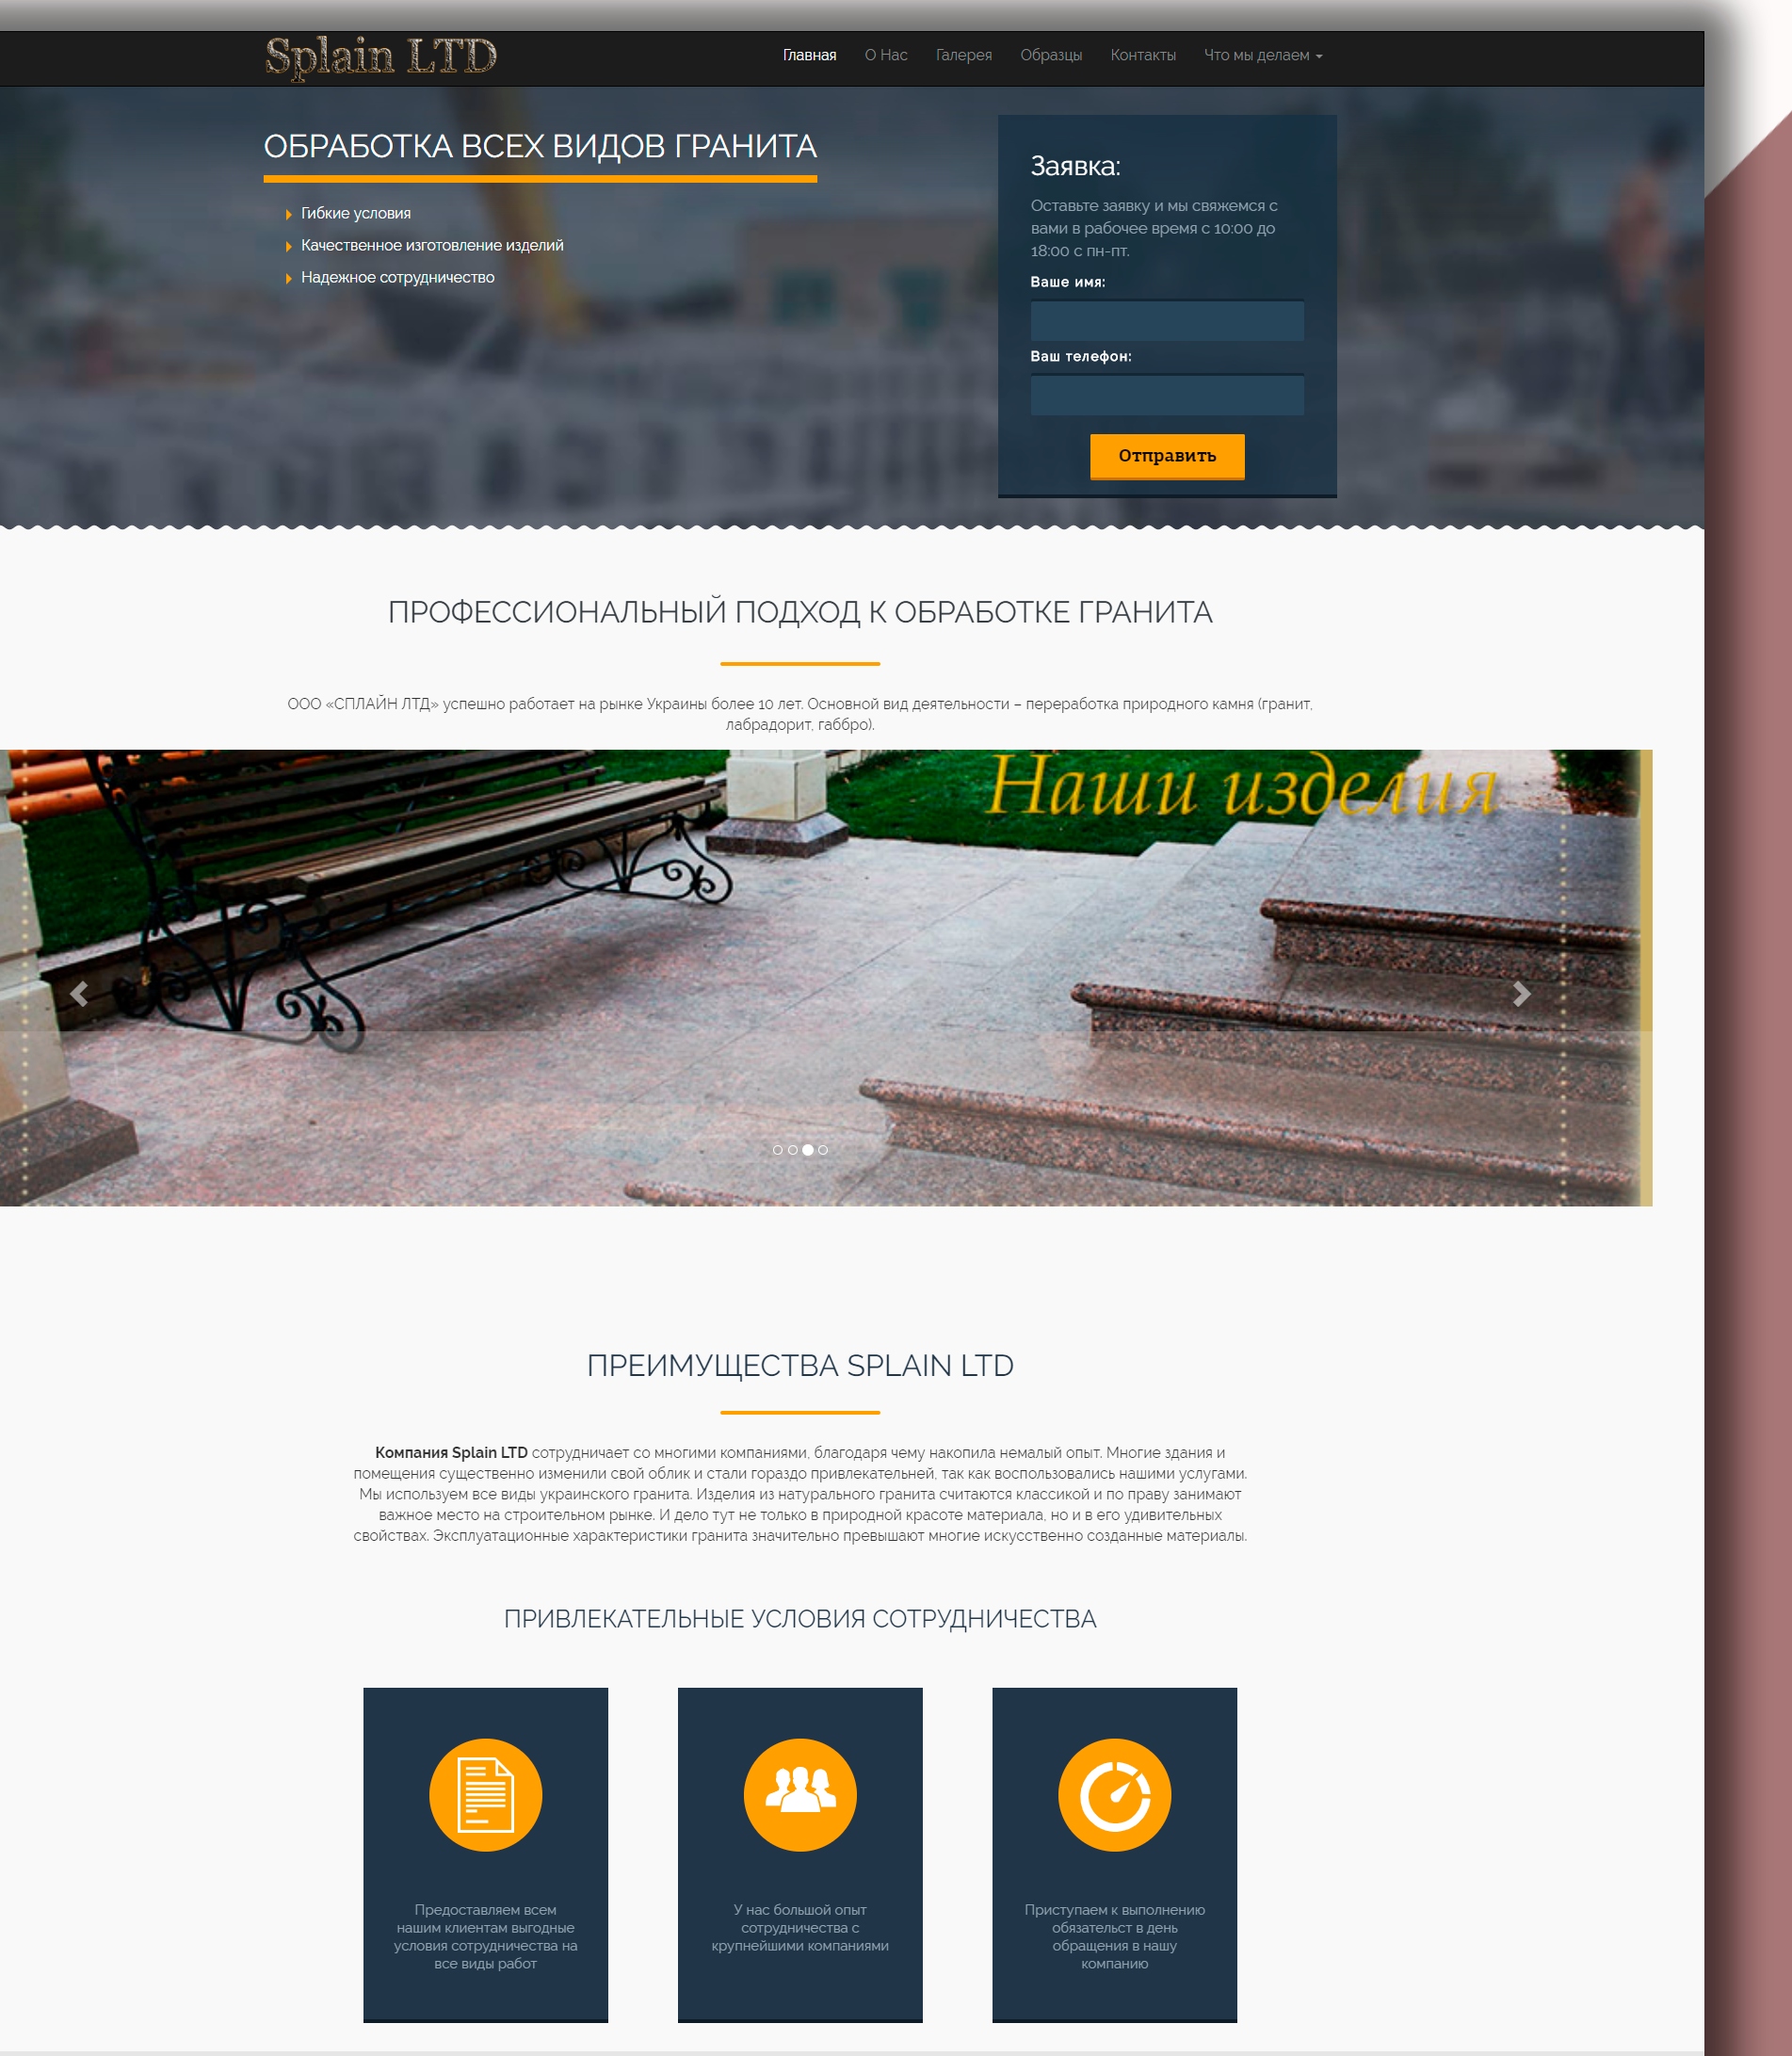 Splain LTD
Главная О Нас Галерея Образцы Контакты Что мы делаем
ОБРАБОТКА ВСЕХ ВИДОВ ГРАНИТА
Гибкие условия
Качественное изготовление изделий
Надежное сотрудничество
Заявка:
Оставьте заявку и мы свяжемся с
вами в рабочее время с 10:00 до
18:00 с пн-пт.
Ваше имя:
Ваш телефон:
Отправить
ПРОФЕССИОНАЛЬНЫЙ ПОДХОД К ОБРАБОТКЕ ГРАНИТА
ООО «СПЛАЙН ЛТД» успешно работает на рынке Украины более 10 лет. Основной вид деятельности – переработка природного камня (гранит,
лабрадорит, габбро).
Наши изделия
ПРЕИМУЩЕСТВА SPLAIN LTD
Компания Splain LTD сотрудничает со многими компаниями, благодаря чему накопила немалый опыт. Многие здания и
помещения существенно изменили свой облик и стали гораздо привлекательней, так как воспользовались нашими услугами.
Мы используем все виды украинского гранита. Изделия из натурального гранита считаются классикой и по праву занимают
важное место на строительном рынке. И дело тут не только в природной красоте материала, но и в его удивительных
свойствах. Эксплуатационные характеристики гранита значительно превышают многие искусственно созданные материалы.
ПРИВЛЕКАТЕЛЬНЫЕ УСЛОВИЯ СОТРУДНИЧЕСТВА
Предоставляем всем
нашим клиентам выгодные
условия сотрудничества на
все виды работ
У нас большой опыт
сотрудничества с
крупнейшими компаниями
Приступаем к выполнению
обязательст в день
обращения в нашу
компанию